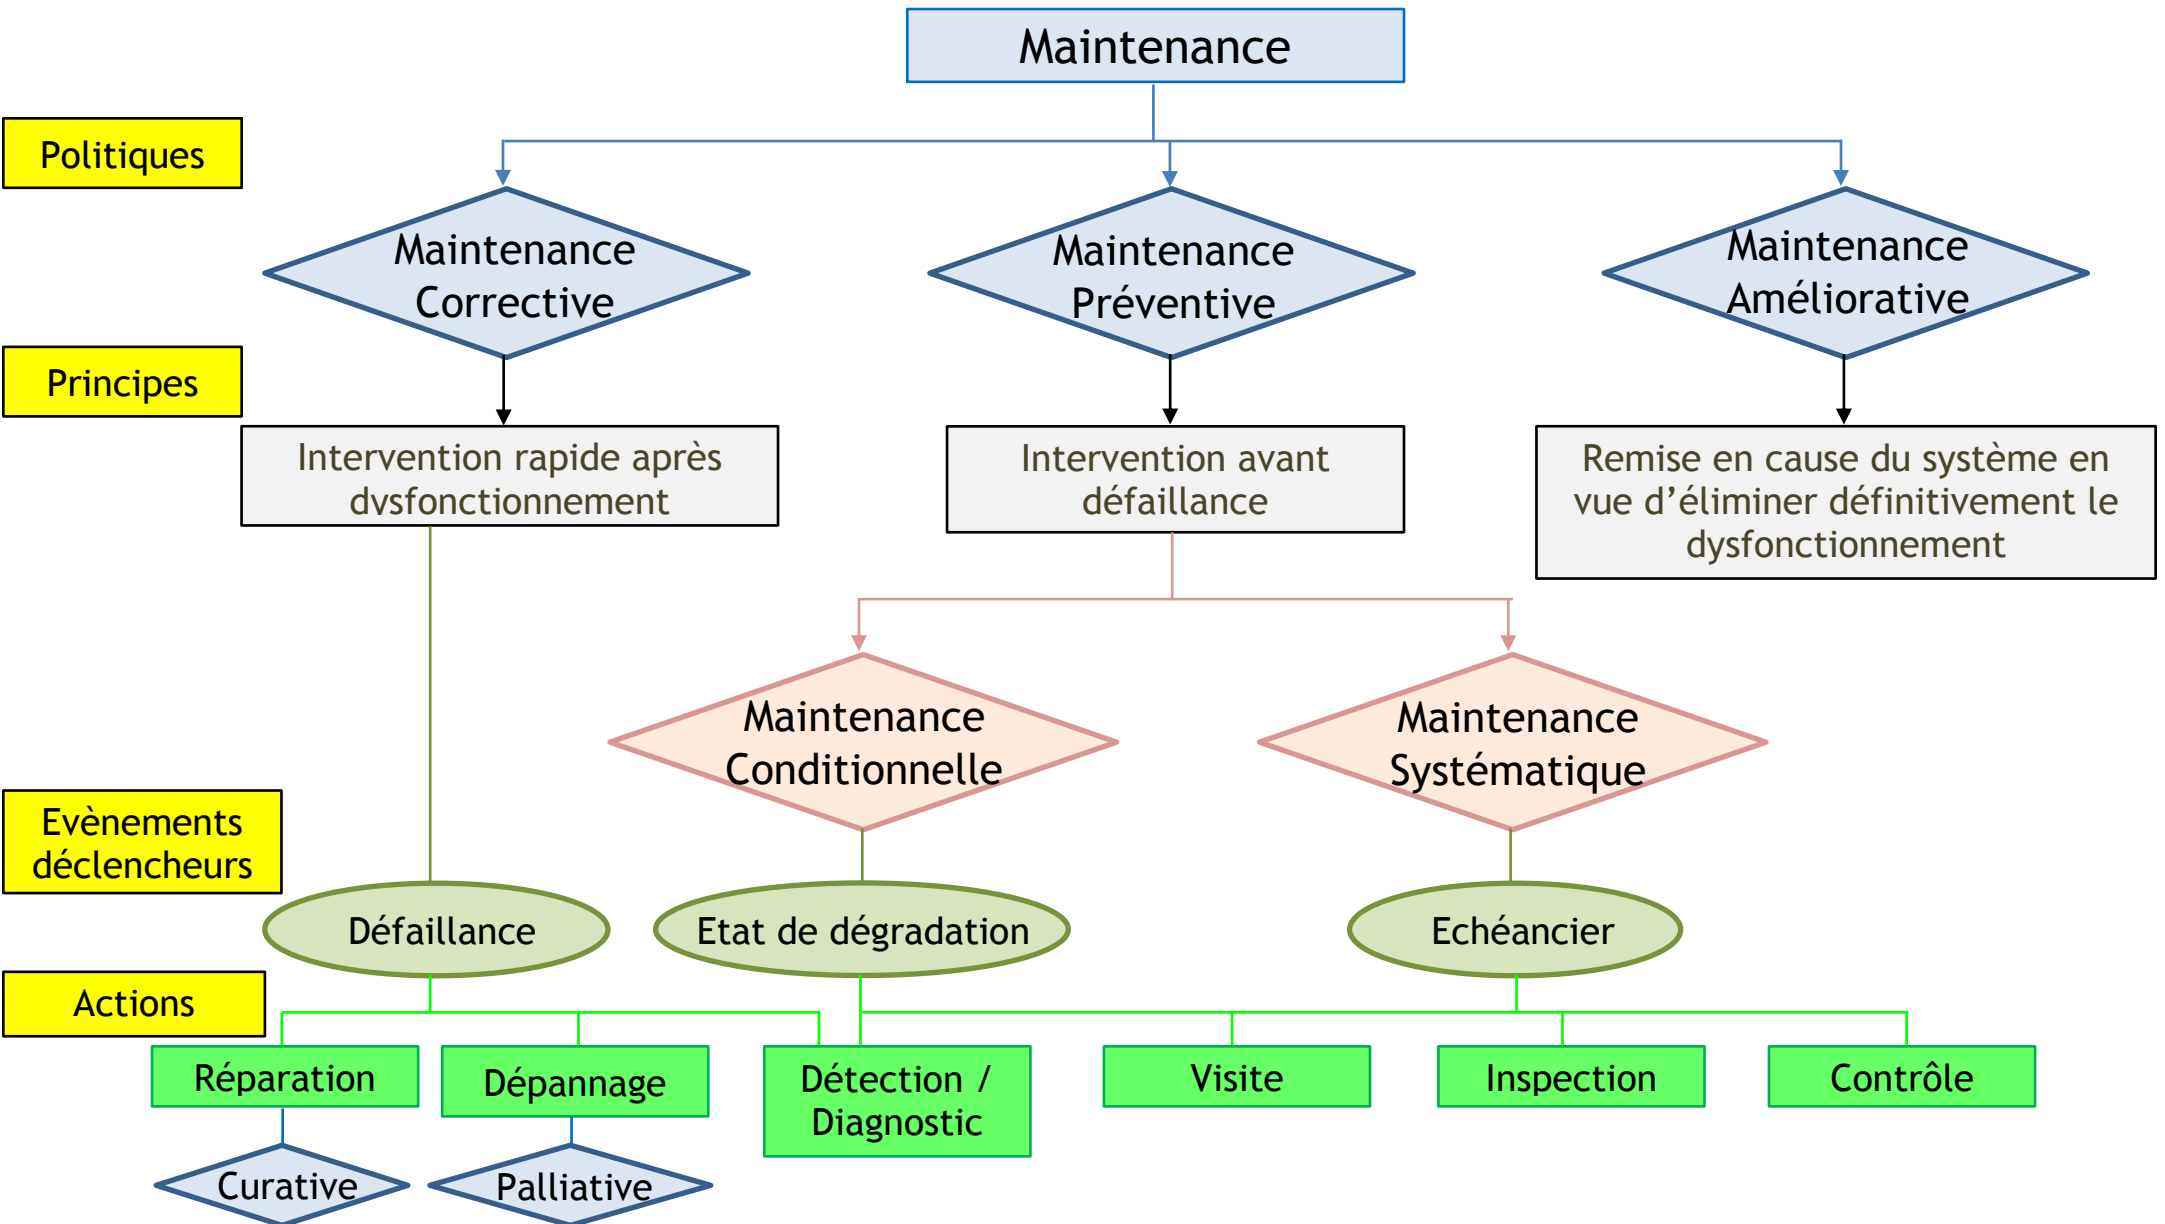 Maintenance
Politiques
Maintenance
Corrective
Maintenance
Préventive
Maintenance
Améliorative
Principes
Intervention rapide après
dysfonctionnement
Intervention avant
défaillance
Remise en cause du système en
vue d’éliminer définitivement le
dysfonctionnement
Maintenance
Conditionnelle
Maintenance
Systématique
Evènements
déclencheurs
Défaillance
Etat de dégradation
Echéancier
Actions
Réparation
Dépannage
Détection /
Diagnostic
Visite
Inspection
Contrôle
Curative
Palliative